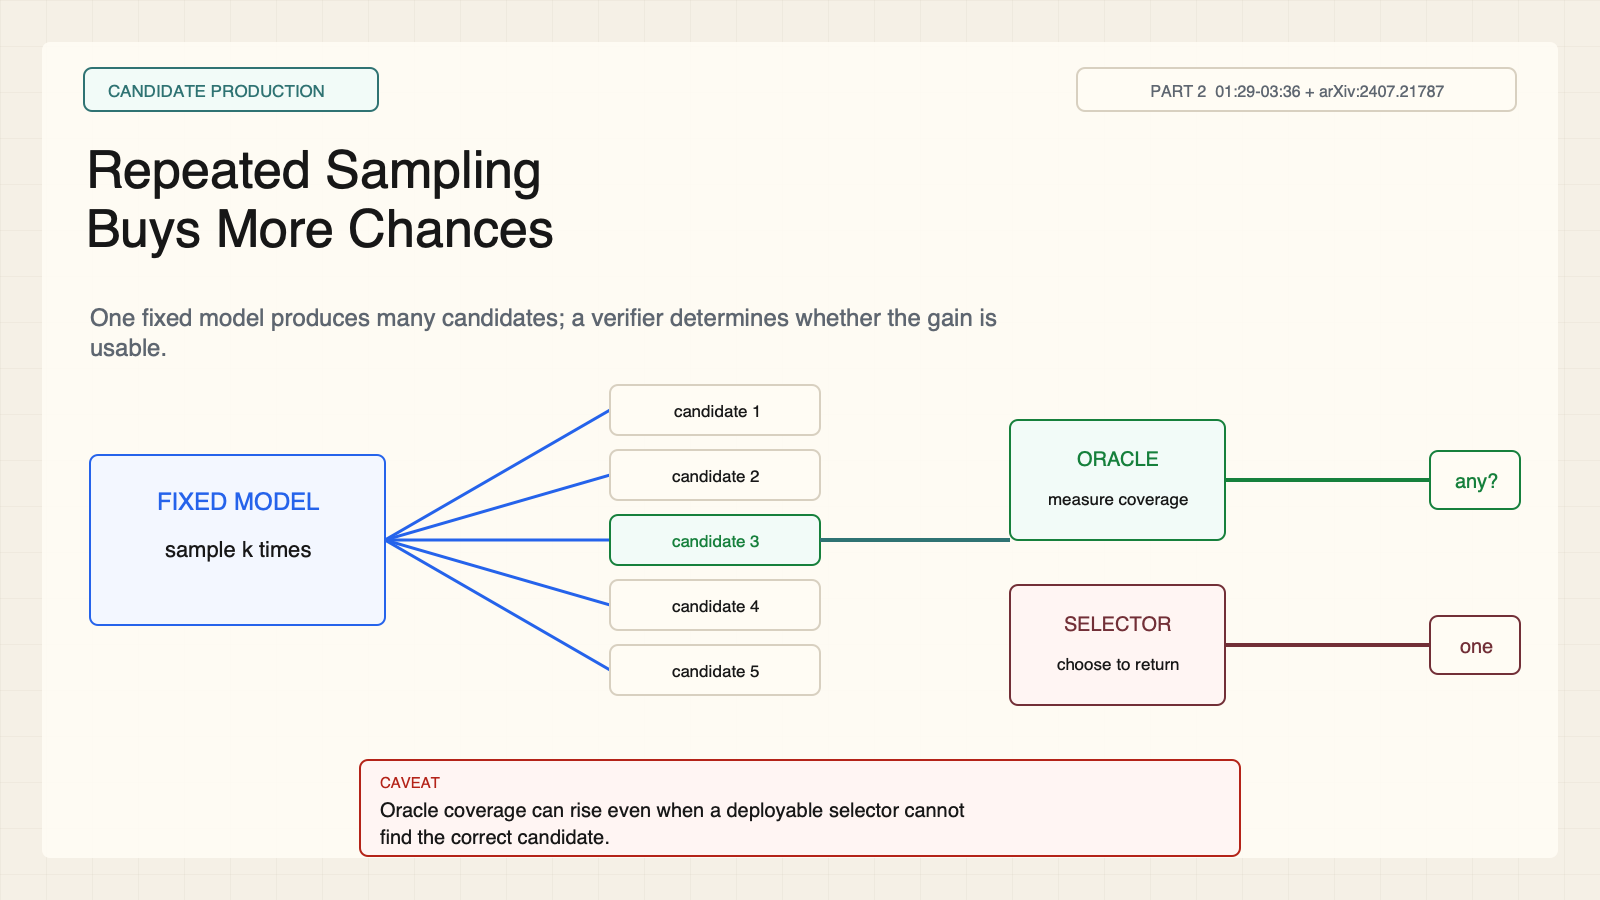 CANDIDATE PRODUCTION
PART 2  01:29-03:36 + arXiv:2407.21787
Repeated Sampling
Buys More Chances
One fixed model produces many candidates; a verifier determines whether the gain is
usable.
FIXED MODEL
sample k times
candidate 1
candidate 2
candidate 3
candidate 4
candidate 5
ORACLE
measure coverage
any?
SELECTOR
choose to return
one
CAVEAT
Oracle coverage can rise even when a deployable selector cannot
find the correct candidate.